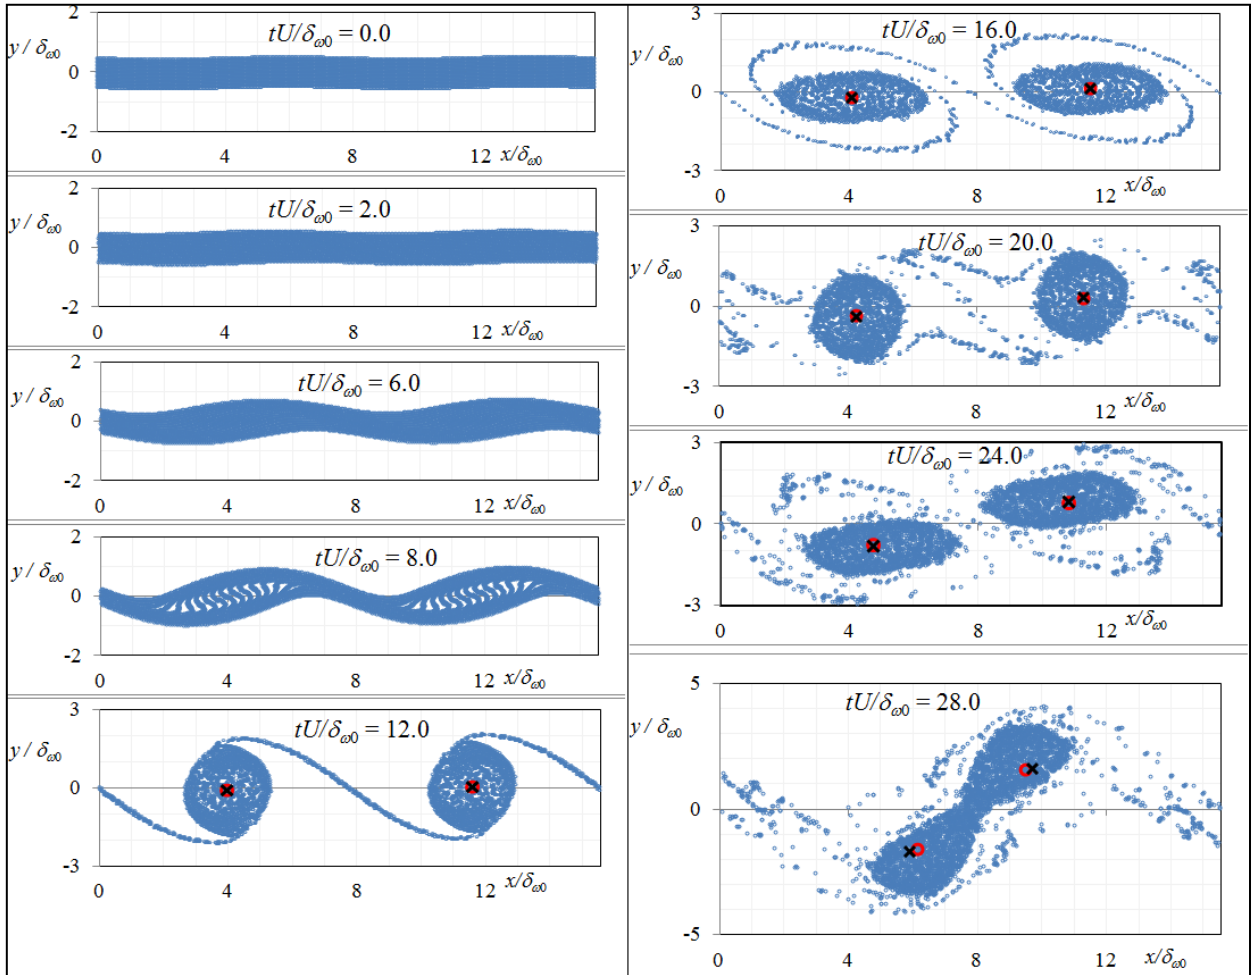 tU/δω0 = 0.0
y / δω0
2
0
-2
0 4 8 12 x/δω0
tU/δω0 = 2.0
y / δω0
2
0
-2
0 4 8 12 x/δω0
tU/δω0 = 6.0
y / δω0
2
0
-2
0 4 8 12 x/δω0
tU/δω0 = 8.0
y / δω0
2
0
-2
0 4 8 12 x/δω0
tU/δω0 = 12.0
y / δω0
3
0
-3
0 4 8 12 x/δω0
tU/δω0 = 16.0
y / δω0
3
0
-3
0 4 8 12 x/δω0
tU/δω0 = 20.0
y / δω0
3
0
-3
0 4 8 12 x/δω0
tU/δω0 = 24.0
y / δω0
3
0
-3
0 4 8 12 x/δω0
tU/δω0 = 28.0
y / δω0
5
0
-5
0 4 8 12 x/δω0